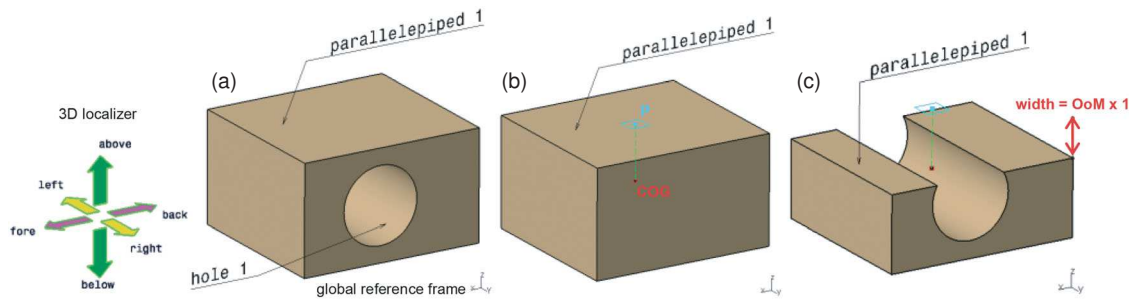 parallelepiped 1
(a)
3D localizer
above
left
back
fore
right
below
hole 1
global reference frame
z
x
y
parallelepiped 1
(b)
P
COG
z
x
y
parallelepiped 1
(c)
width = OoM x 1
z
x
y